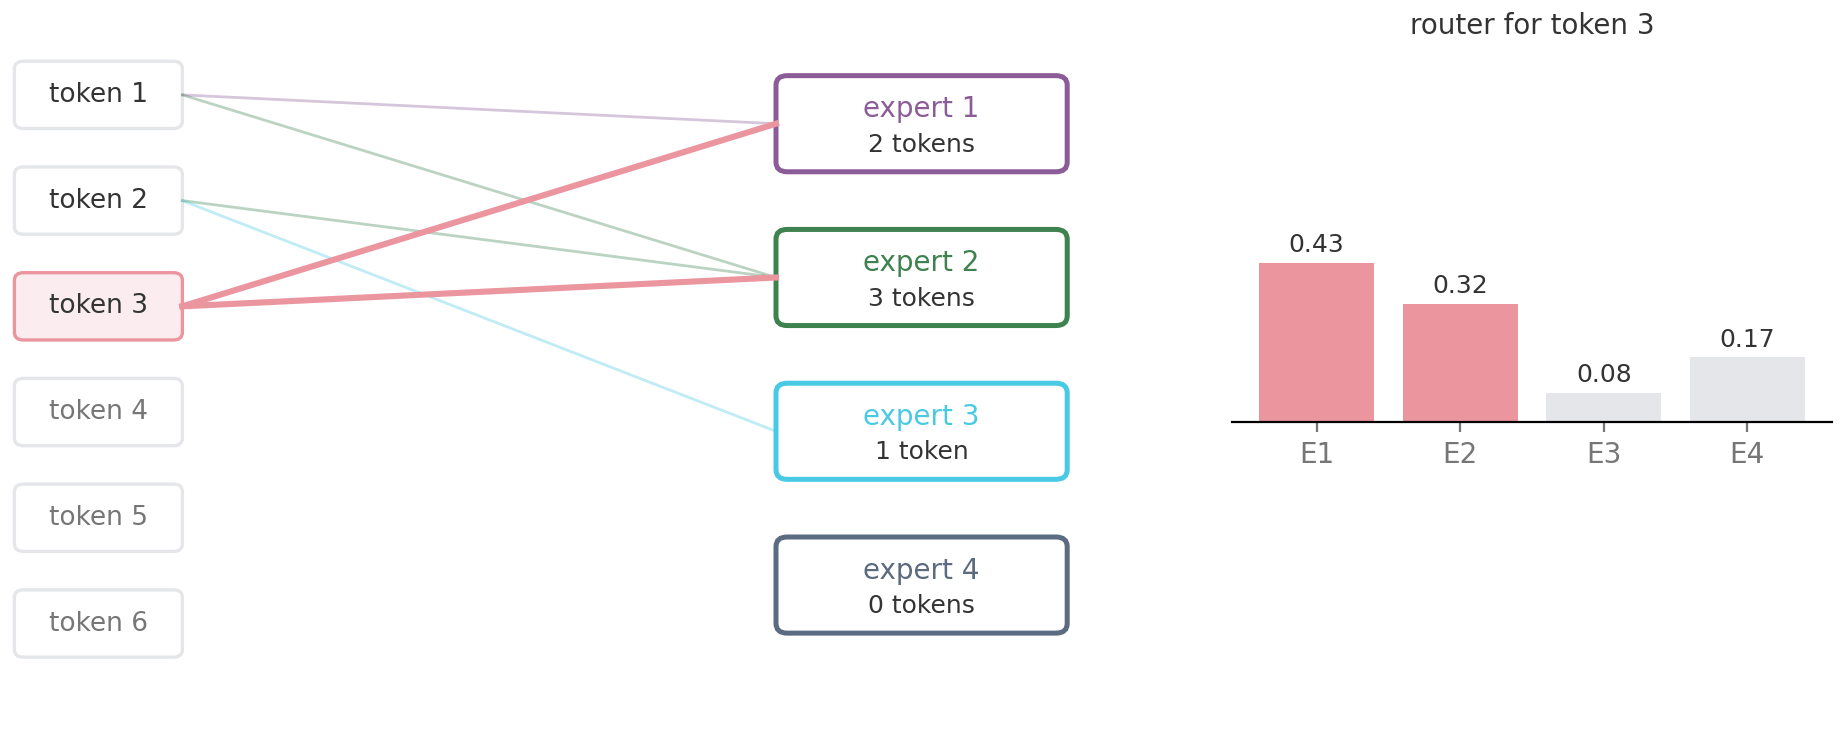 router for token 3
token 1
token 2
token 3
token 4
token 5
token 6
expert 1
2 tokens
expert 2
3 tokens
expert 3
1 token
expert 4
0 tokens
0.43
0.32
0.08
0.17
E1
E2
E3
E4